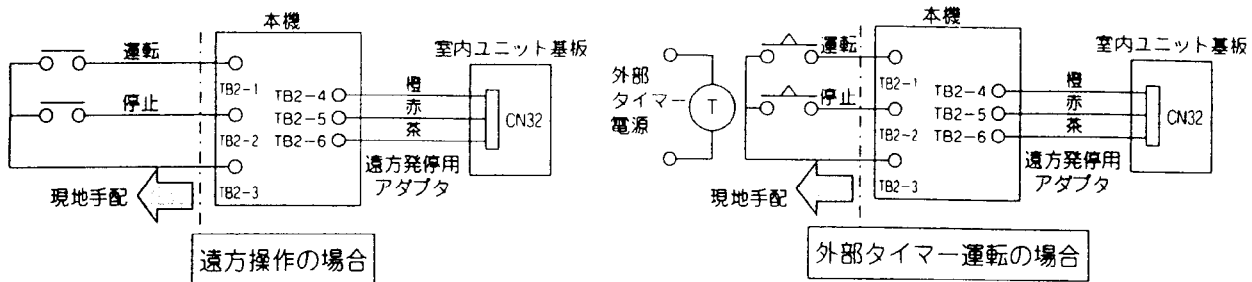 本機
室内ユニット基板
運転
TB2-1
TB2-4
橙
停止
TB2-5
赤
CN32
TB2-2
TB2-6
茶
TB2-3
遠方発停用
アダプタ
現地手配
遠方操作の場合
本機
室内ユニット基板
運転
外部
タイマー
電源
T
TB2-1
TB2-4
橙
停止
TB2-5
赤
CN32
TB2-2
TB2-6
茶
TB2-3
遠方発停用
アダプタ
現地手配
外部タイマー運転の場合